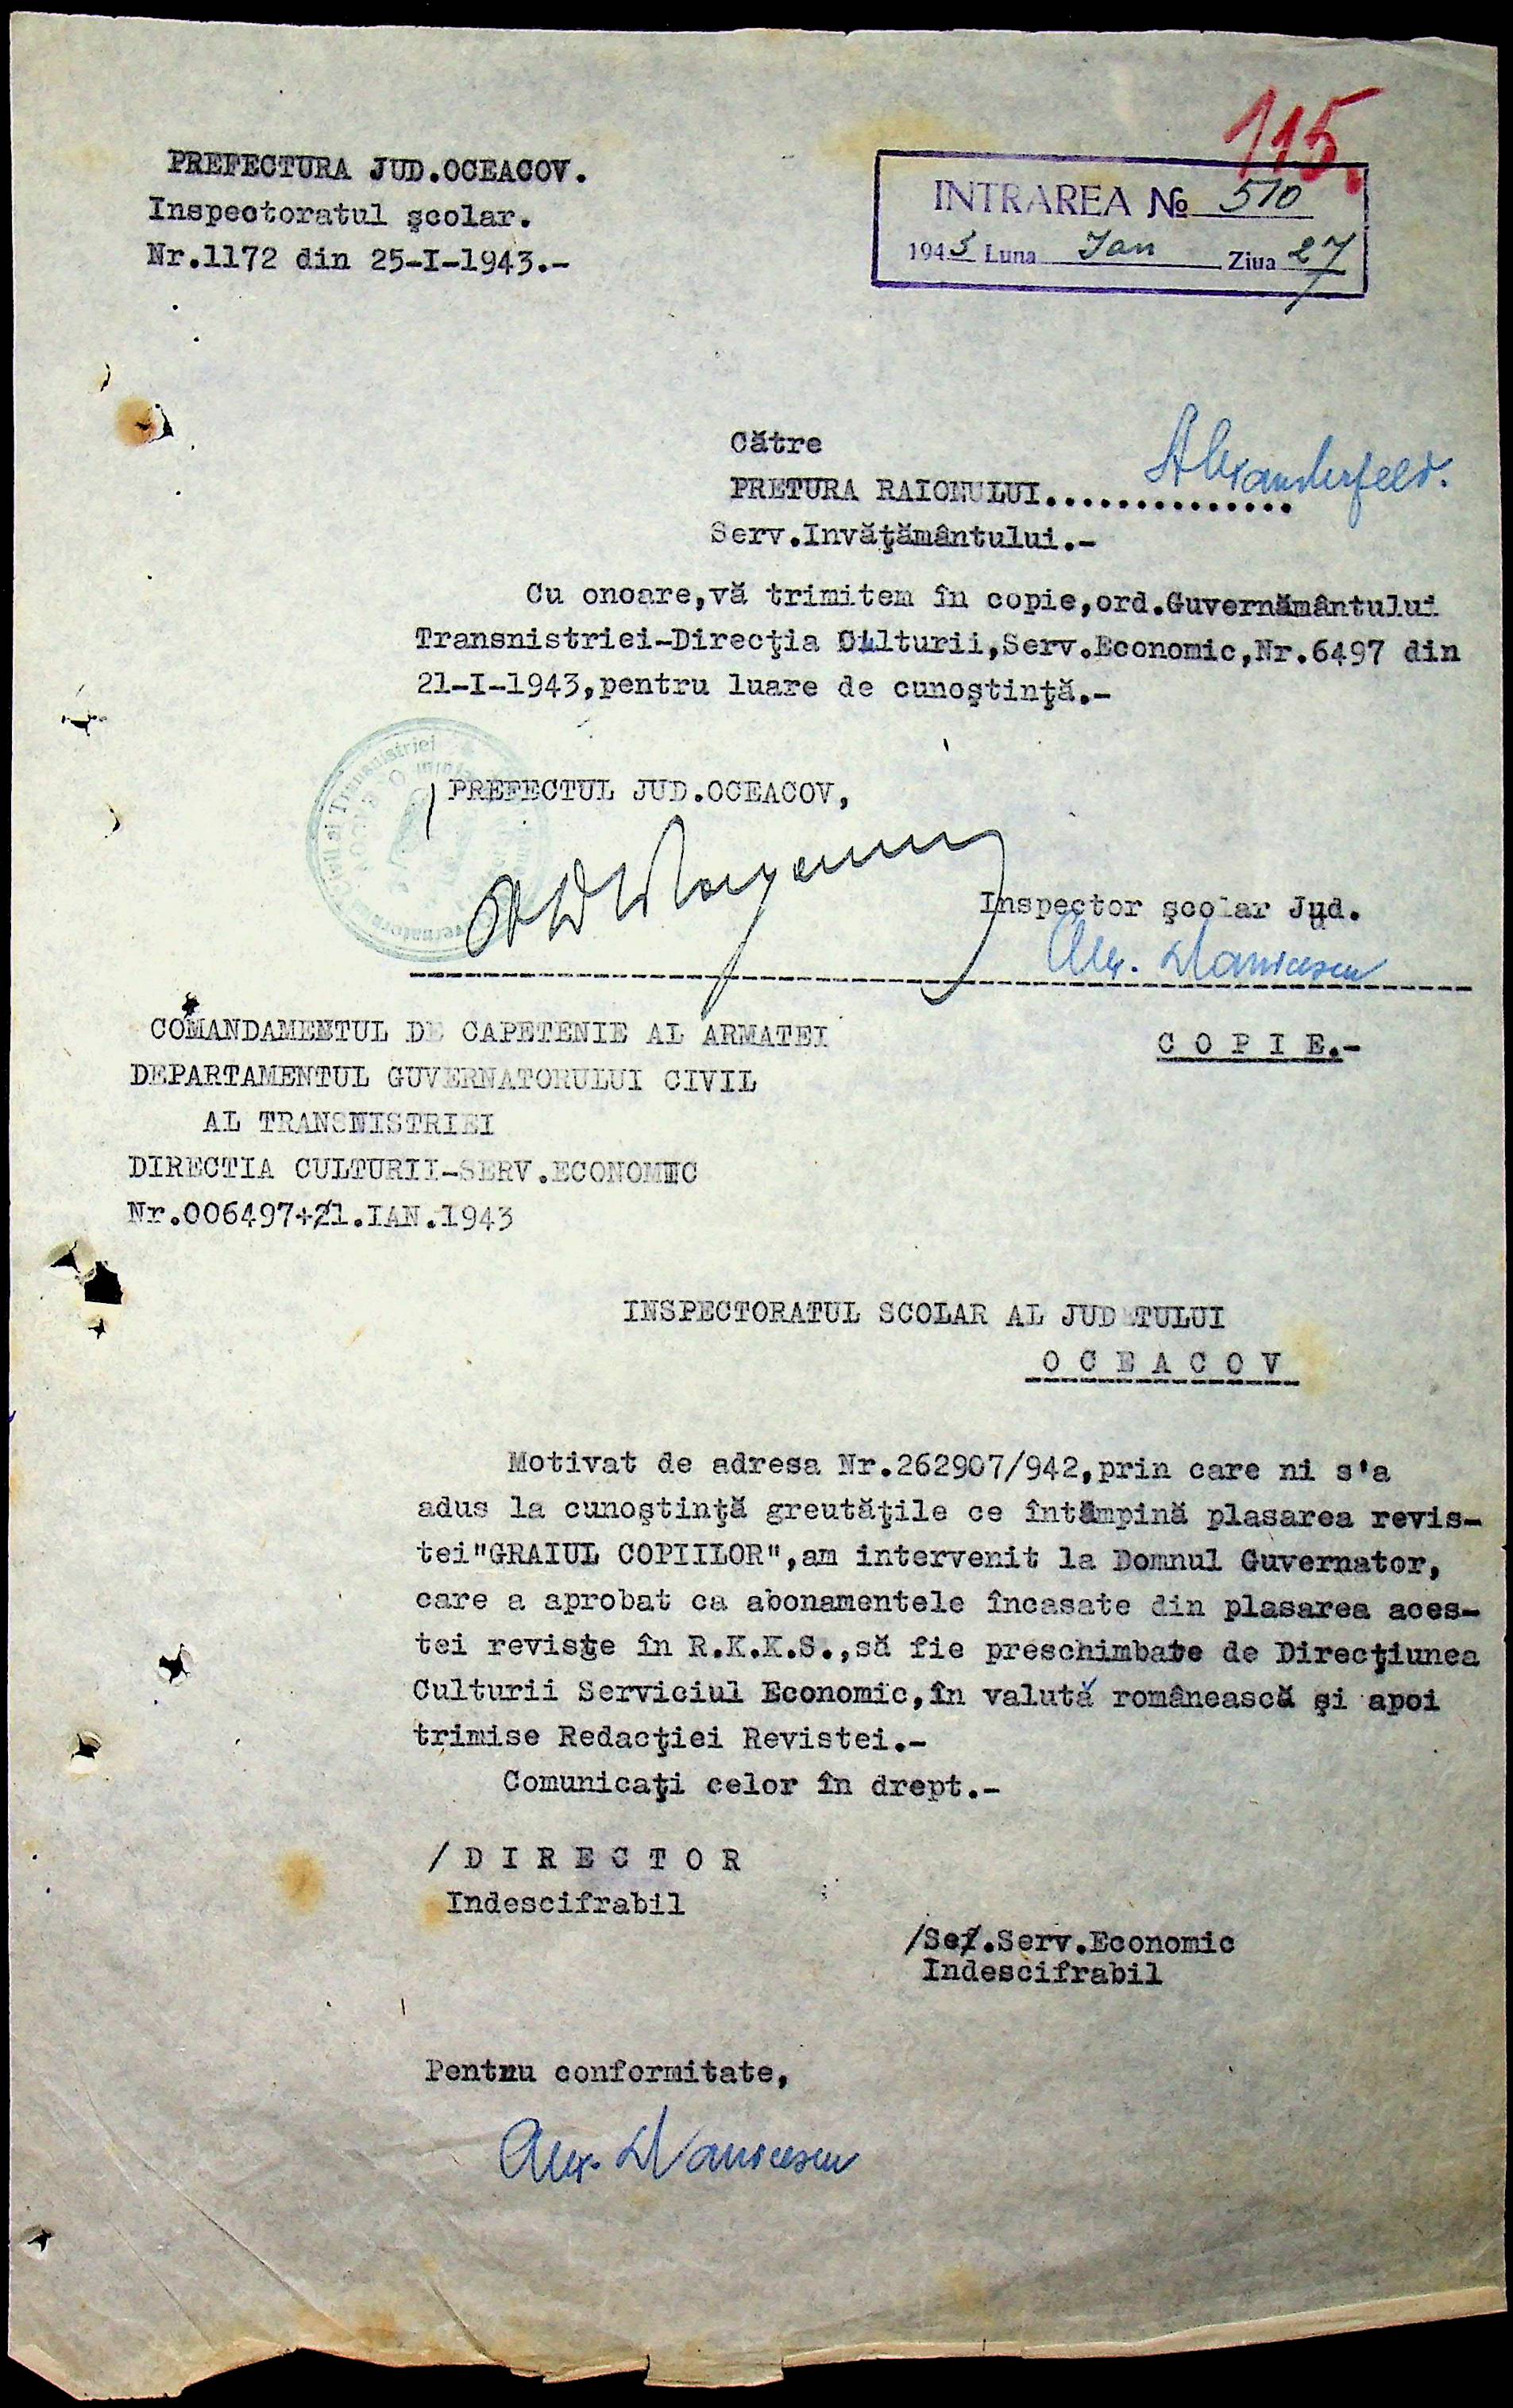 115.
PREFECTURA JUD.OCEACOV.
Inspectoratul şcolar.
Nr.1172 din 25-I-1943.-
INTRAREA № 510
1943 Luna Ian Ziua 27
Către
PRETURA RAIONULUI.............. Alexanderfeld.
Serv.Invăţământului.-
Cu onoare,vă trimitem în copie,ord.Guvernământului
Transnistriei-Direcţia Culturii,Serv.Economic,Nr.6497 din
21-I-1943,pentru luare de cunoştinţă.-
PREFECTUL JUD.OCEACOV,
Inspector şcolar Jud.
Alex.
COMANDAMENTUL DE CAPETENIE AL ARMATEI
C O P I E.-
DEPARTAMENTUL GUVERNATORULUI CIVIL
AL TRANSNISTRIEI
DIRECTIA CULTURII-SERV.ECONOMIC
Nr.006497+21.IAN.1943
INSPECTORATUL SCOLAR AL JUDETULUI
O C E A C O V
Motivat de adresa Nr.262907/942,prin care ni s'a
adus la cunoştinţă greutăţile ce întâmpină plasarea revis-
tei"GRAIUL COPIILOR",am intervenit la Domnul Guvernator,
care a aprobat ca abonamentele încasate din plasarea aces-
tei reviste în R.K.K.S.,să fie preschimbate de Direcţiunea
Culturii Serviciul Economic,în valută românească şi apoi
trimise Redacţiei Revistei.-
Comunicaţi celor în drept.-
/ D I R E C T O R
Indescifrabil
/Sef.Serv.Economic
Indescifrabil
Pentru conformitate,
Alex.